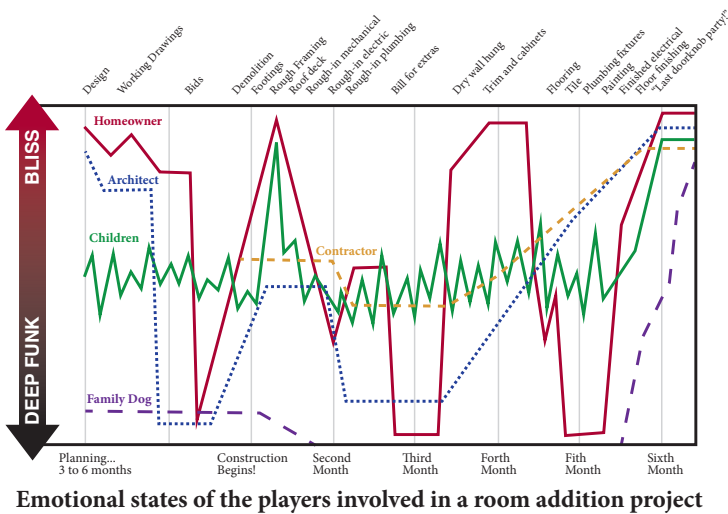 Design
Working Drawings
Bids
Demolition
Footings
Rough Framing
Roof deck
Rough-in mechanical
Rough-in electric
Rough-in plumbing
Bill for extras
Dry wall hung
Trim and cabinets
Flooring
Tile
Plumbing fixtures
Painting
Finished electrical
Floor finishing
"Last doorknob party!"
BLISS
DEEP FUNK
Homeowner
Architect
Children
Contractor
Family Dog
Planning...
3 to 6 months
Construction
Begins!
Second
Month
Third
Month
Forth
Month
Fith
Month
Sixth
Month
Emotional states of the players involved in a room addition project